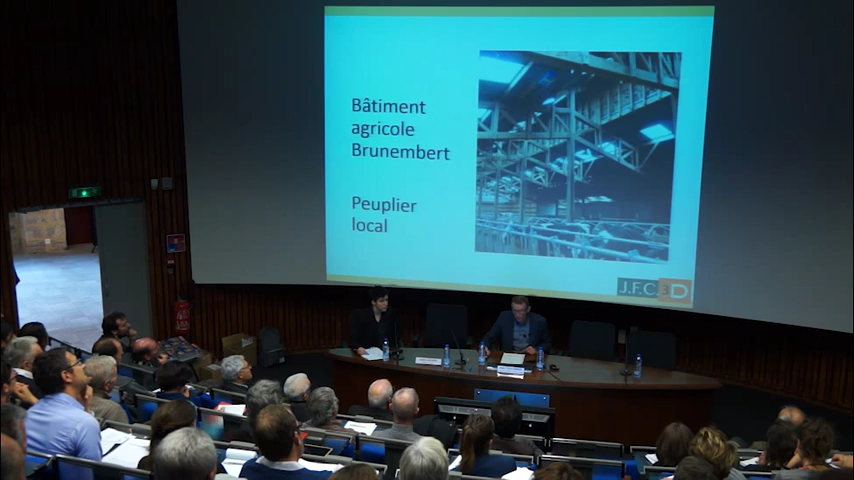 Bâtiment
agricole
Brunembert
Peuplier
local
J.F.C. 3D